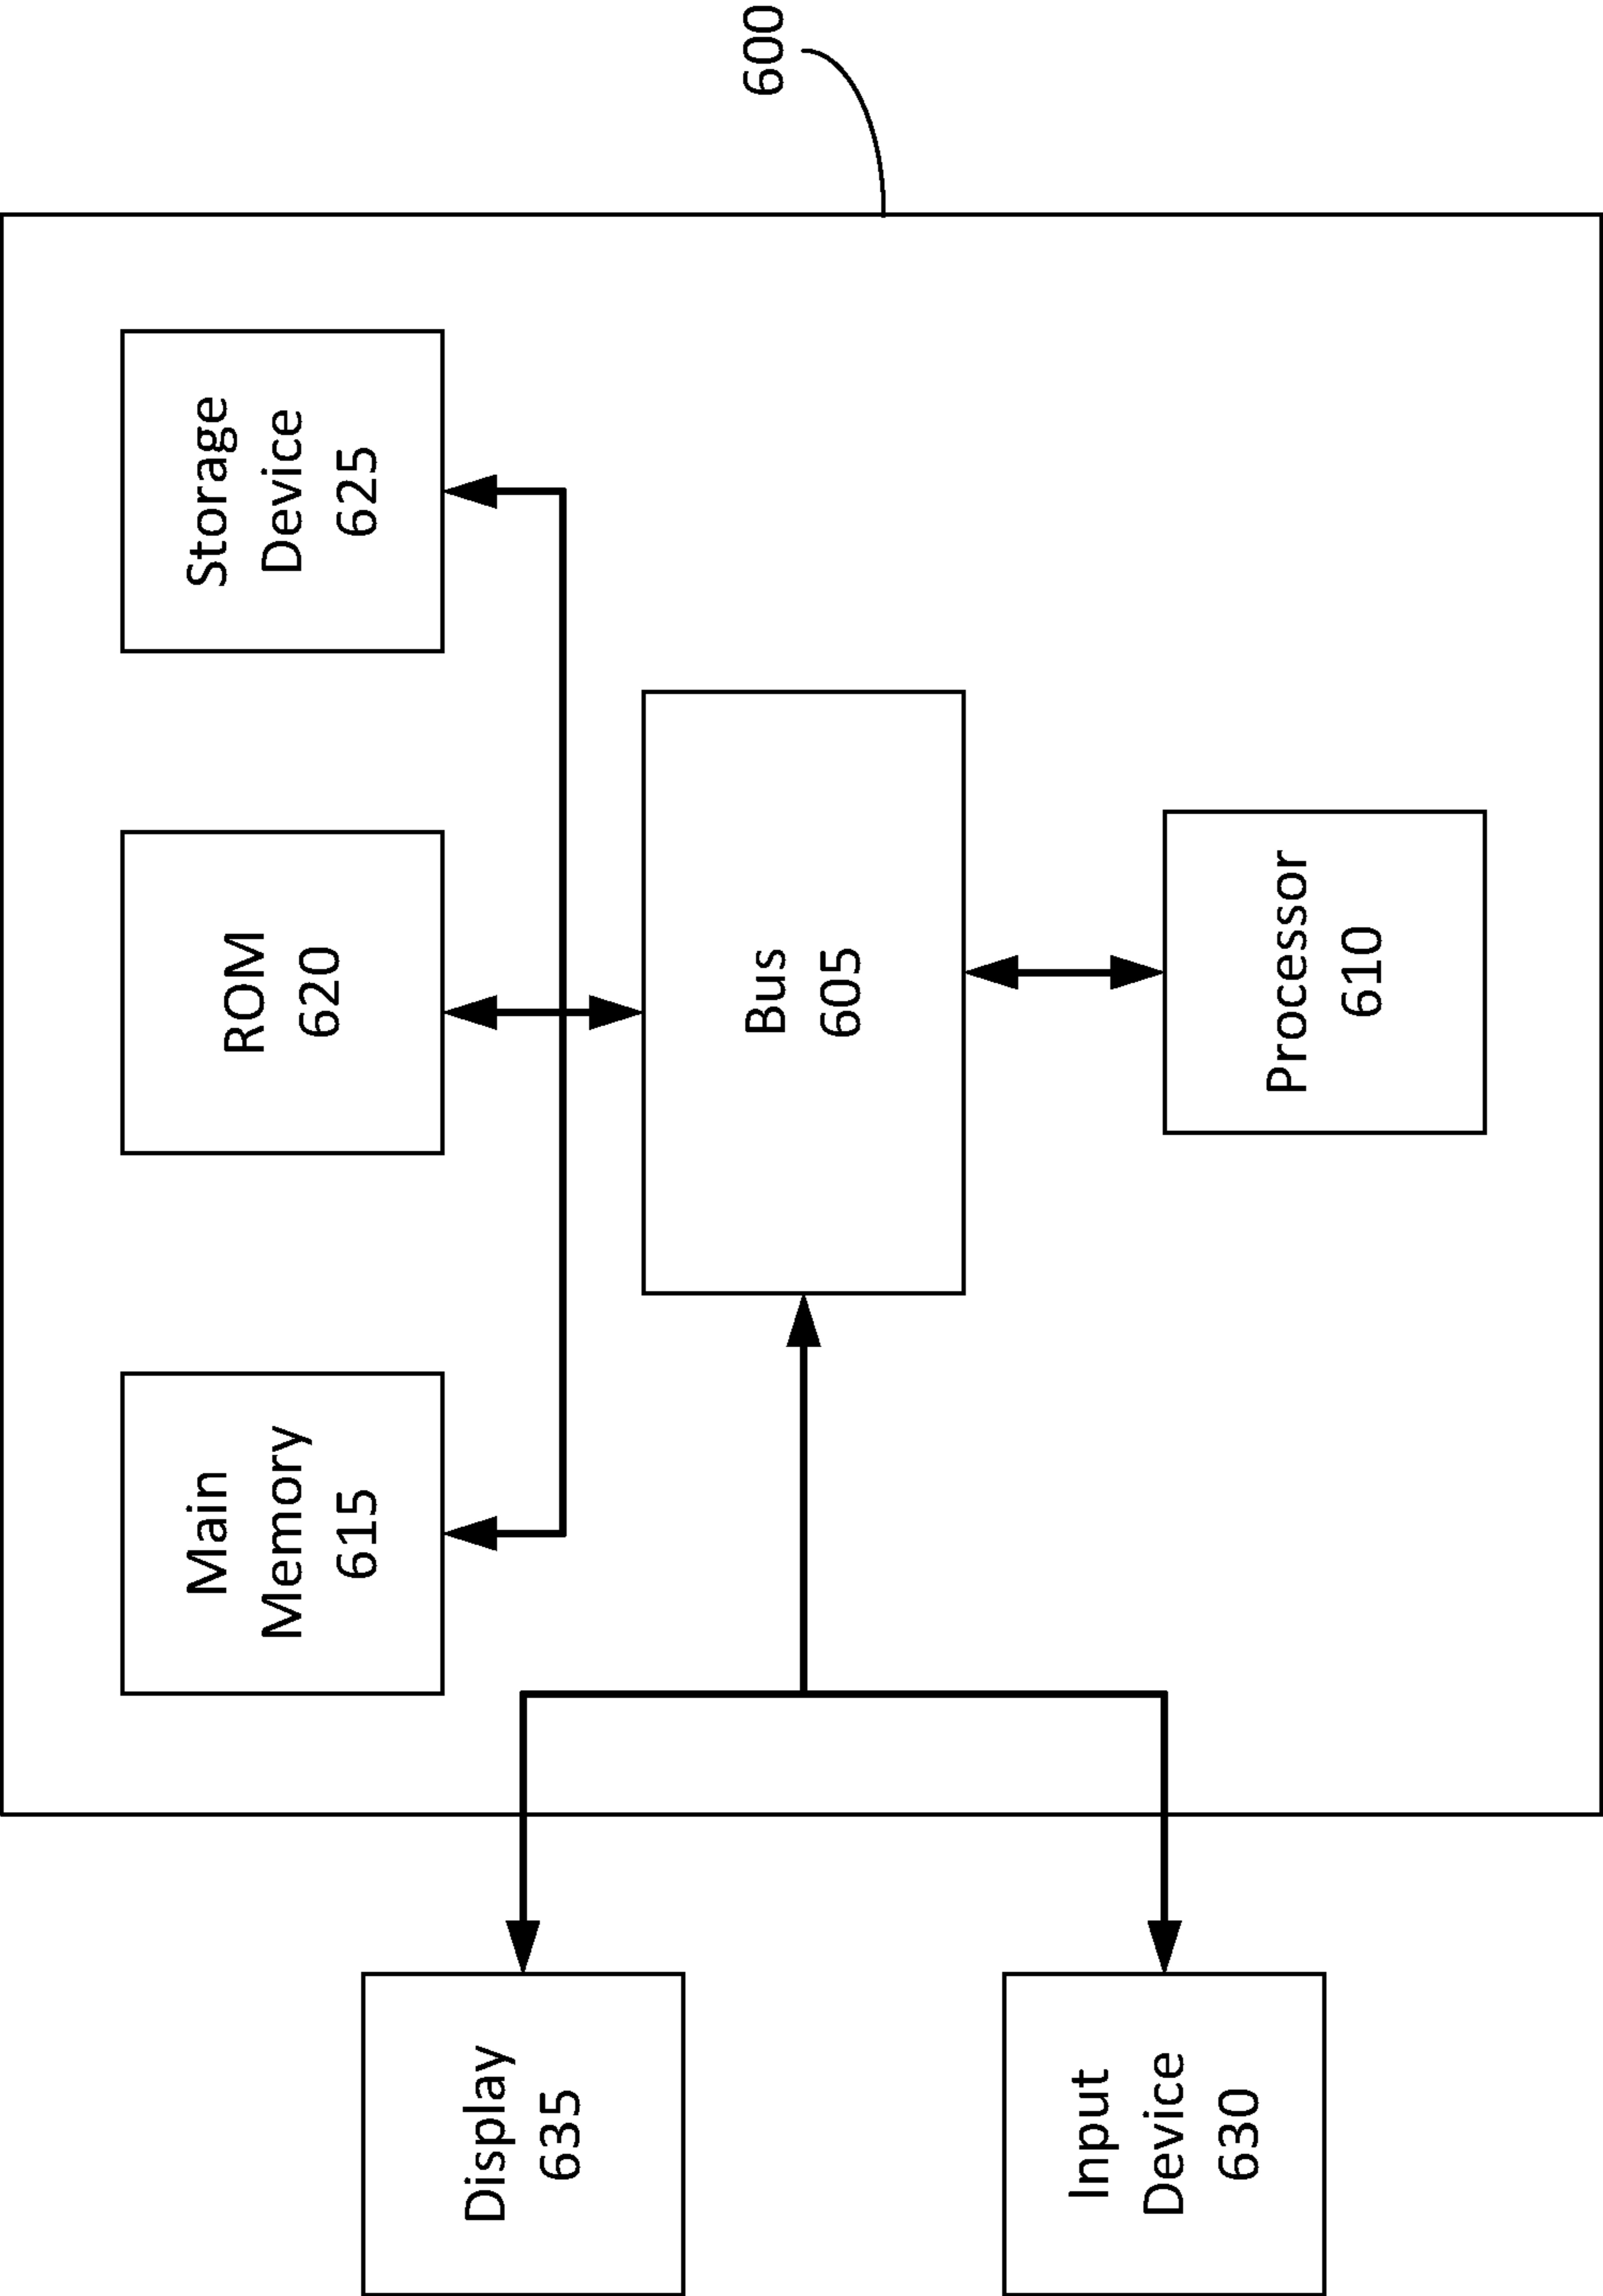 600
Main
Memory
615
ROM
620
Storage
Device
625
Display
635
Bus
605
Input
Device
630
Processor
610